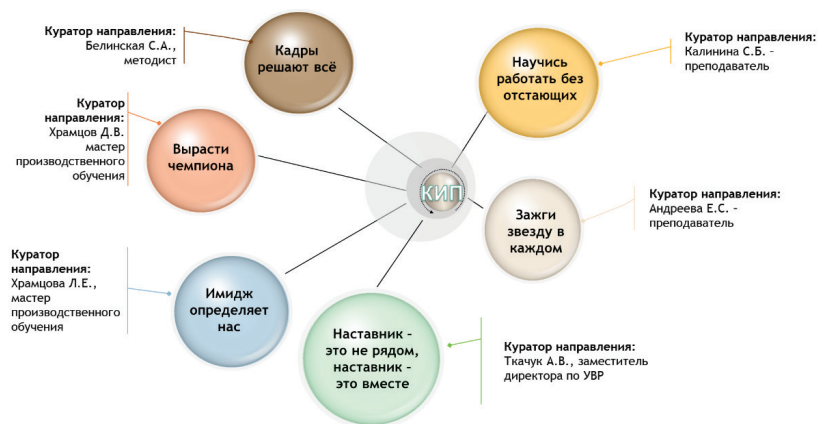 Куратор направления:
Белинская С.А.,
методист
Кадры
решают всё
Научись
работать без
отстающих
Куратор направления:
Калинина С.Б. –
преподаватель
Куратор
направления:
Храмцов Д.В.
мастер
производственного
обучения
Вырасти
чемпиона
КИП
Зажги
звезду в
каждом
Куратор направления:
Андреева Е.С. –
преподаватель
Куратор
направления:
Храмцова Л.Е.,
мастер
производственного
обучения
Имидж
определяет
нас
Наставник –
это не рядом,
наставник –
это вместе
Куратор направления:
Ткачук А.В., заместитель
директора по УВР